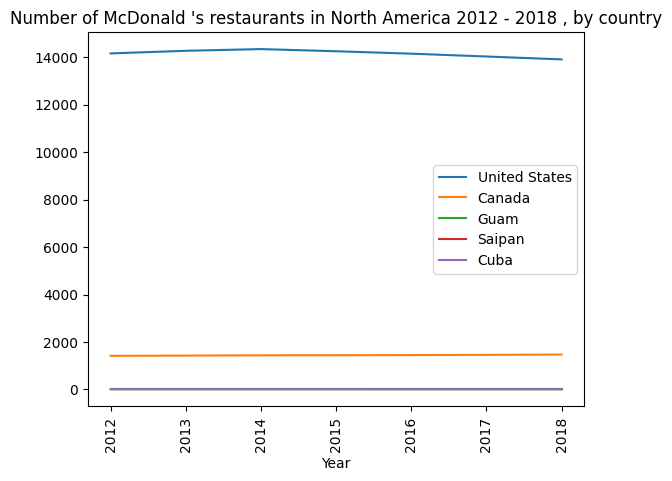 Number of McDonald 's restaurants in North America 2012 - 2018 , by country
14000
12000
10000
8000
6000
4000
2000
0
United States
Canada
Guam
Saipan
Cuba
2012
2013
2014
2015
2016
2017
2018
Year